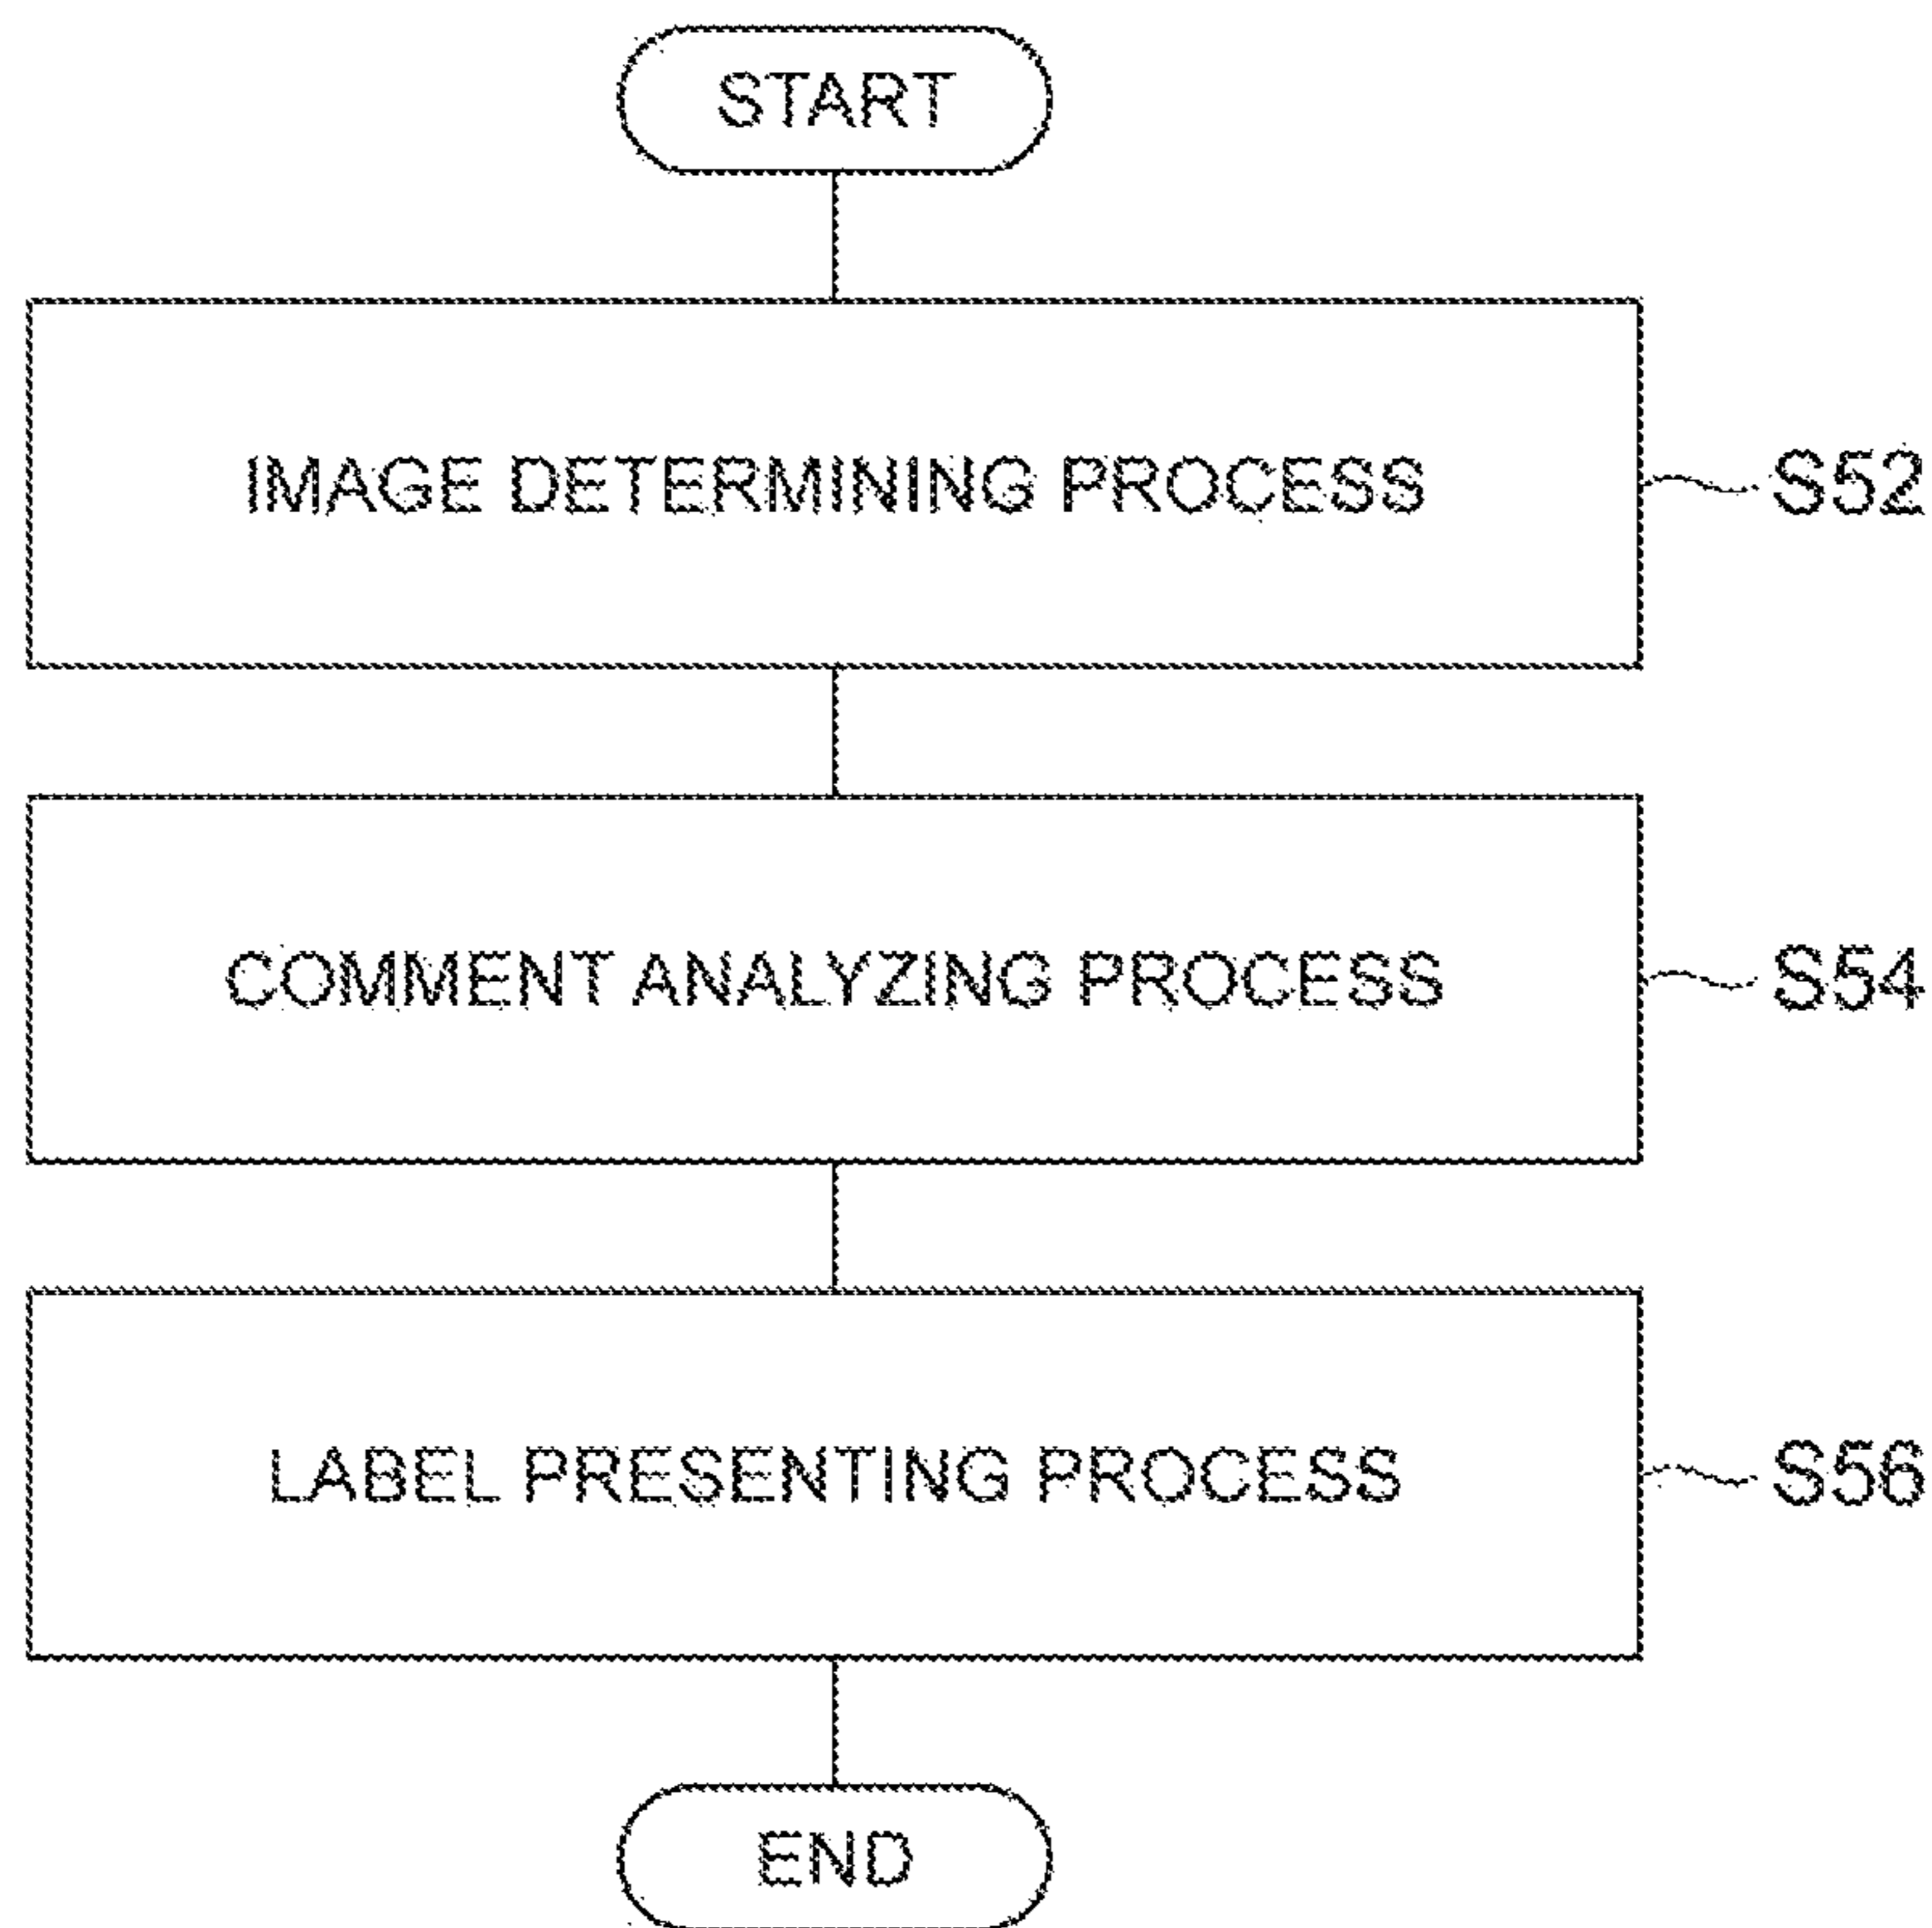 START
IMAGE DETERMINING PROCESS
S52
COMMENT ANALYZING PROCESS
S54
LABEL PRESENTING PROCESS
S56
END